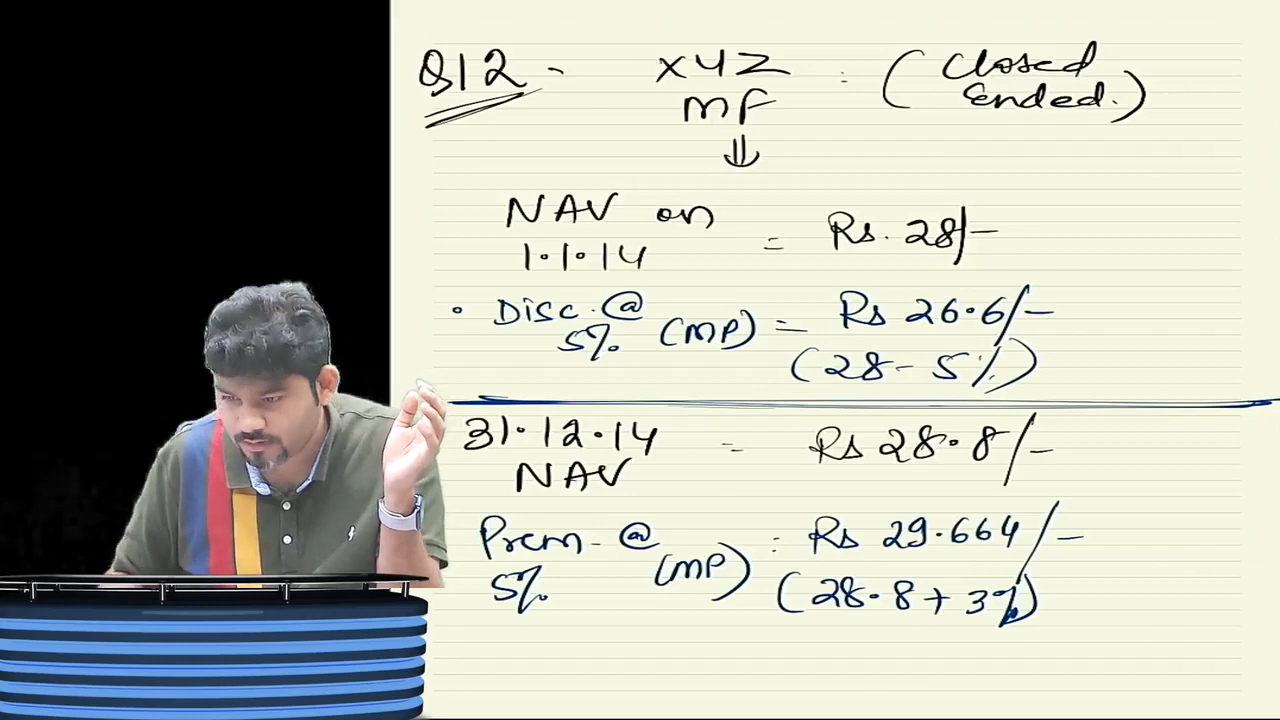 Q12 - XYZ : (Closed
MF Ended.)
NAV on
1.1.14 = Rs. 28/-
• Disc. @ = Rs 26.6/-
5% (MP) (28 - 5%)
31.12.14 = Rs 28.8/-
NAV
Prem. @ : Rs 29.664/-
5% (MP) (28.8 + 3%)